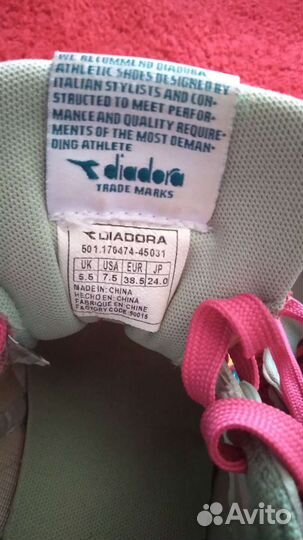 WE RECOMMEND DIADORA
ATHLETIC SHOES DESIGNED BY
ITALIAN STYLISTS AND CON-
STRUCTED TO MEET PERFOR-
MANCE AND QUALITY REQUIRE-
MENTS OF THE MOST DEMAN-
DING ATHLETE
diadora
TRADE MARKS
DIADORA
501.176474-45031
UK USA EUR JP
5.5 7.5 38.5 24.0
MADE IN: CHINA
HECHO EN: CHINA
FABRIQUE EN: CHINE
FACTORY CODE: 90015
Avito